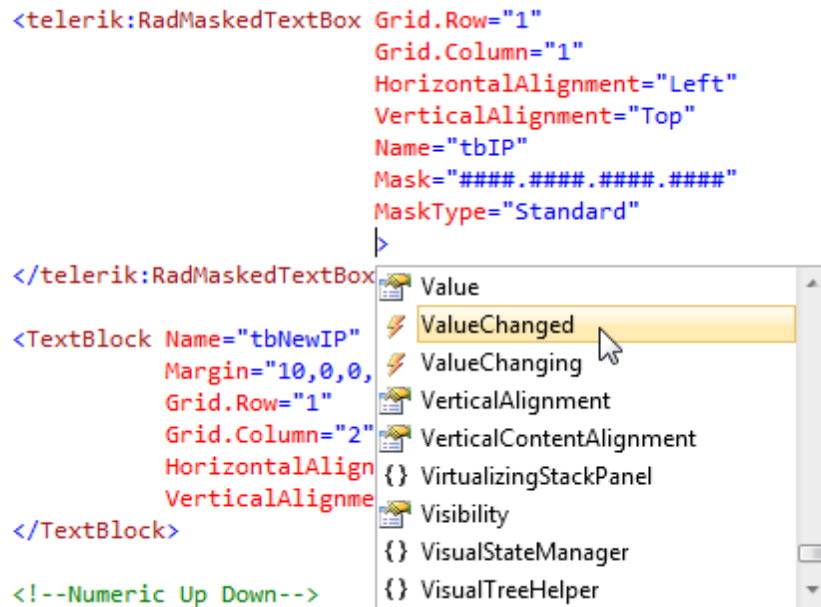 <telerik:RadMaskedTextBox Grid.Row="1"
Grid.Column="1"
HorizontalAlignment="Left"
VerticalAlignment="Top"
Name="tbIP"
Mask="####.####.####.####"
MaskType="Standard"
>
</telerik:RadMaskedTextBox
<TextBlock Name="tbNewIP"
Margin="10,0,0,
Grid.Row="1"
Grid.Column="2"
HorizontalAlign
VerticalAlignme
</TextBlock>
<!--Numeric Up Down-->
Value
ValueChanged
ValueChanging
VerticalAlignment
VerticalContentAlignment
{} VirtualizingStackPanel
Visibility
{} VisualStateManager
{} VisualTreeHelper